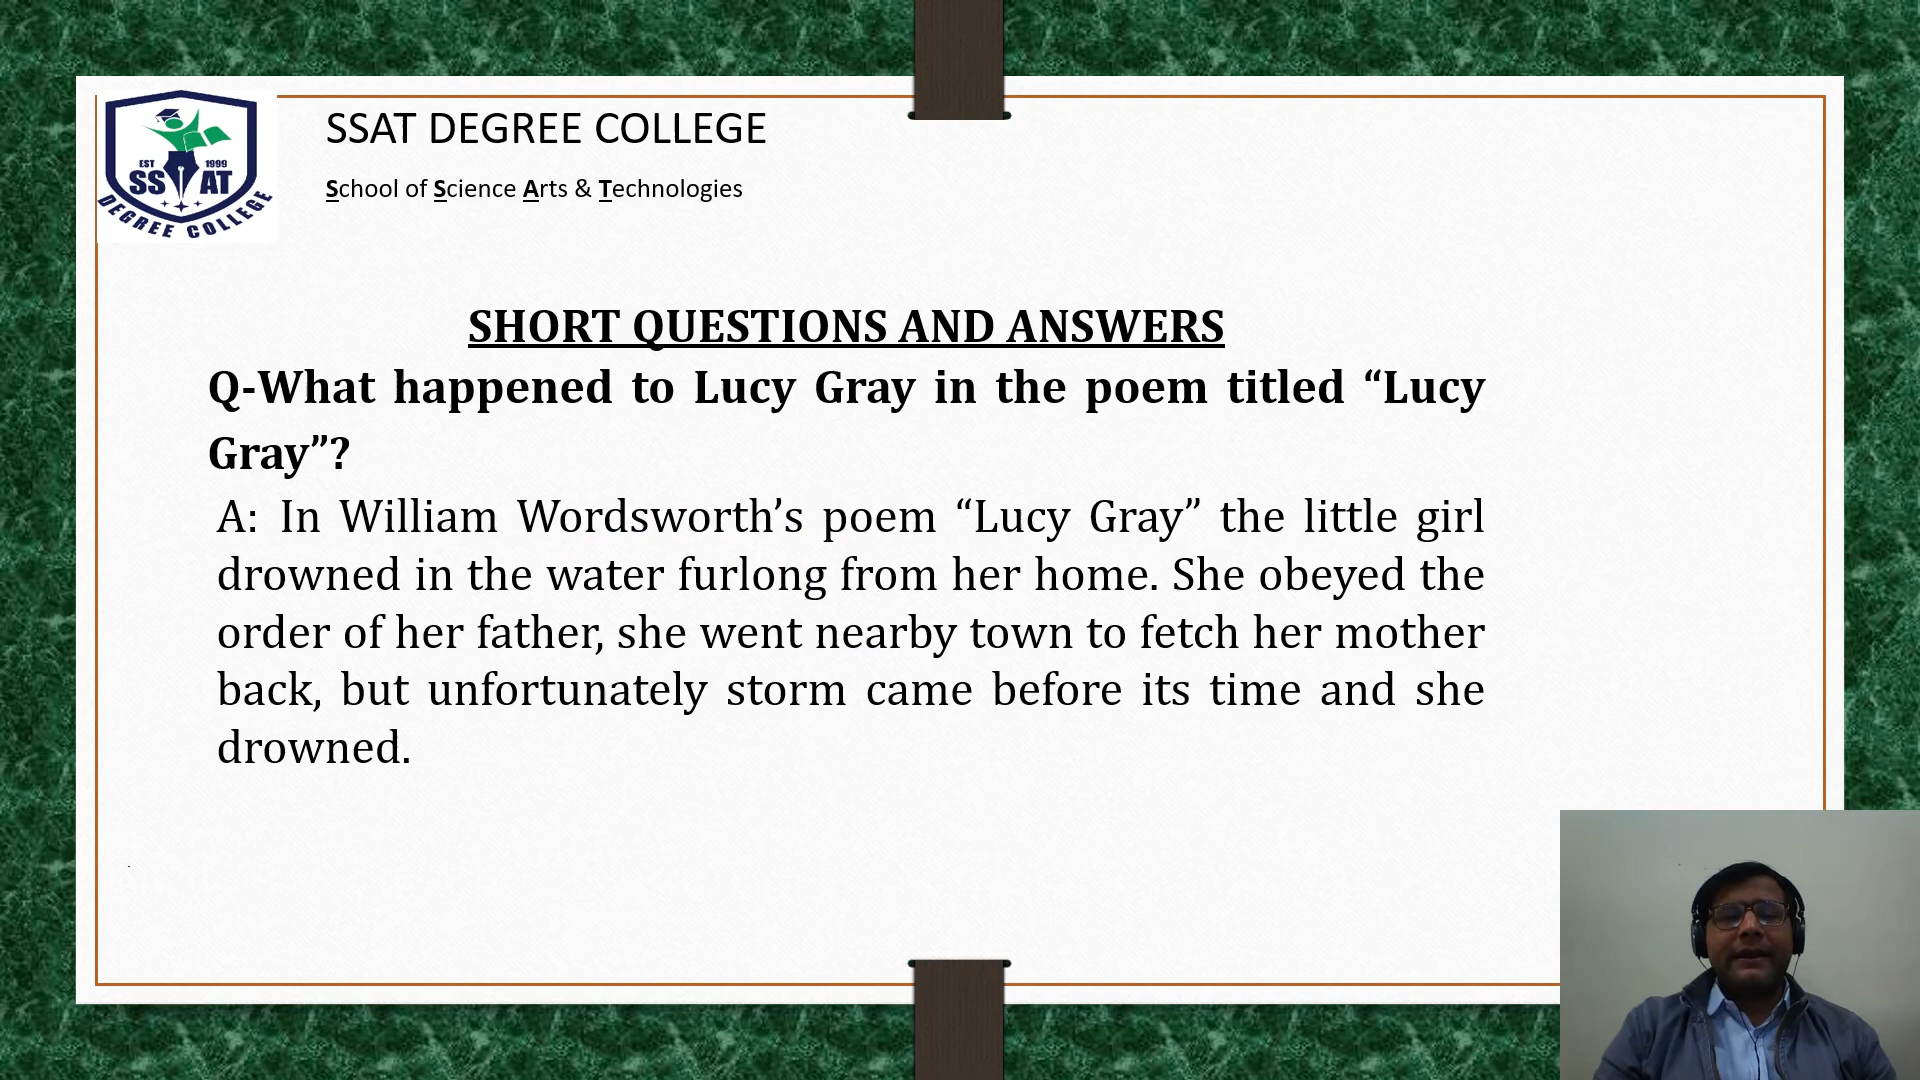 EST 1999
SSAT
DEGREE COLLEGE
SSAT DEGREE COLLEGE
School of Science Arts & Technologies
SHORT QUESTIONS AND ANSWERS
Q-What happened to Lucy Gray in the poem titled “Lucy
Gray”?
A: In William Wordsworth’s poem “Lucy Gray” the little girl
drowned in the water furlong from her home. She obeyed the
order of her father, she went nearby town to fetch her mother
back, but unfortunately storm came before its time and she
drowned.